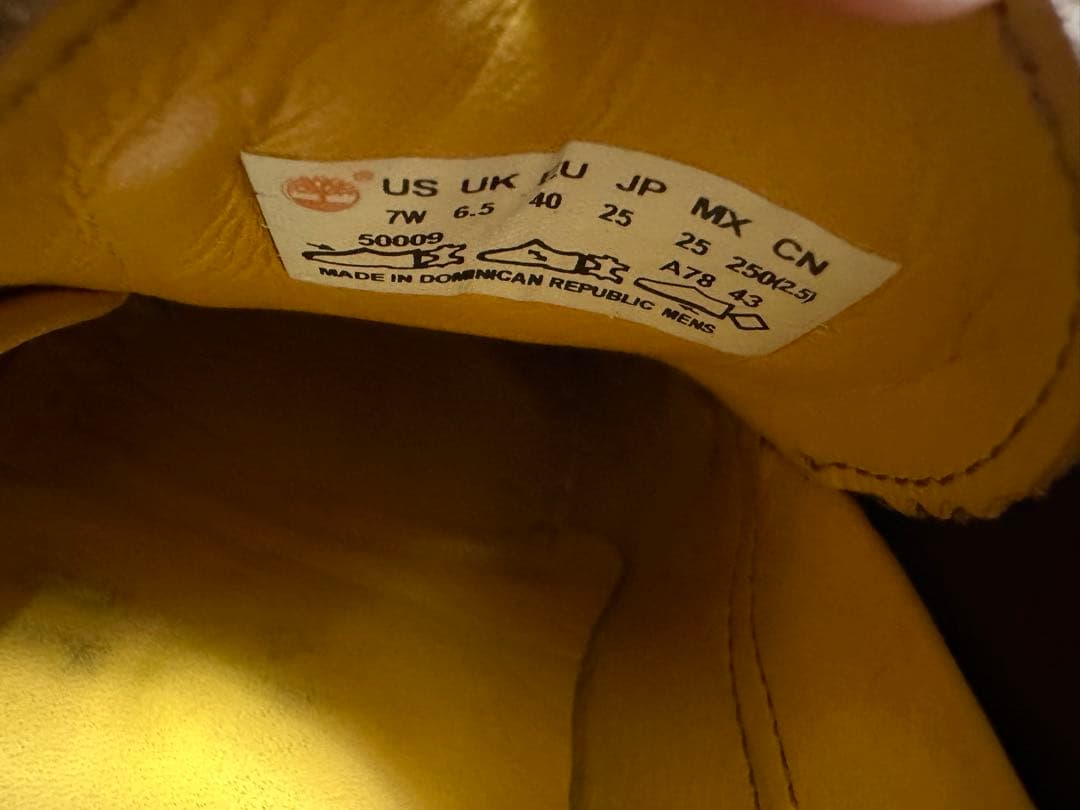 US UK EU JP MX CN
7W 6.5 40 25 25 250(2.5)
50009 A78 43
MADE IN DOMINICAN REPUBLIC MENS